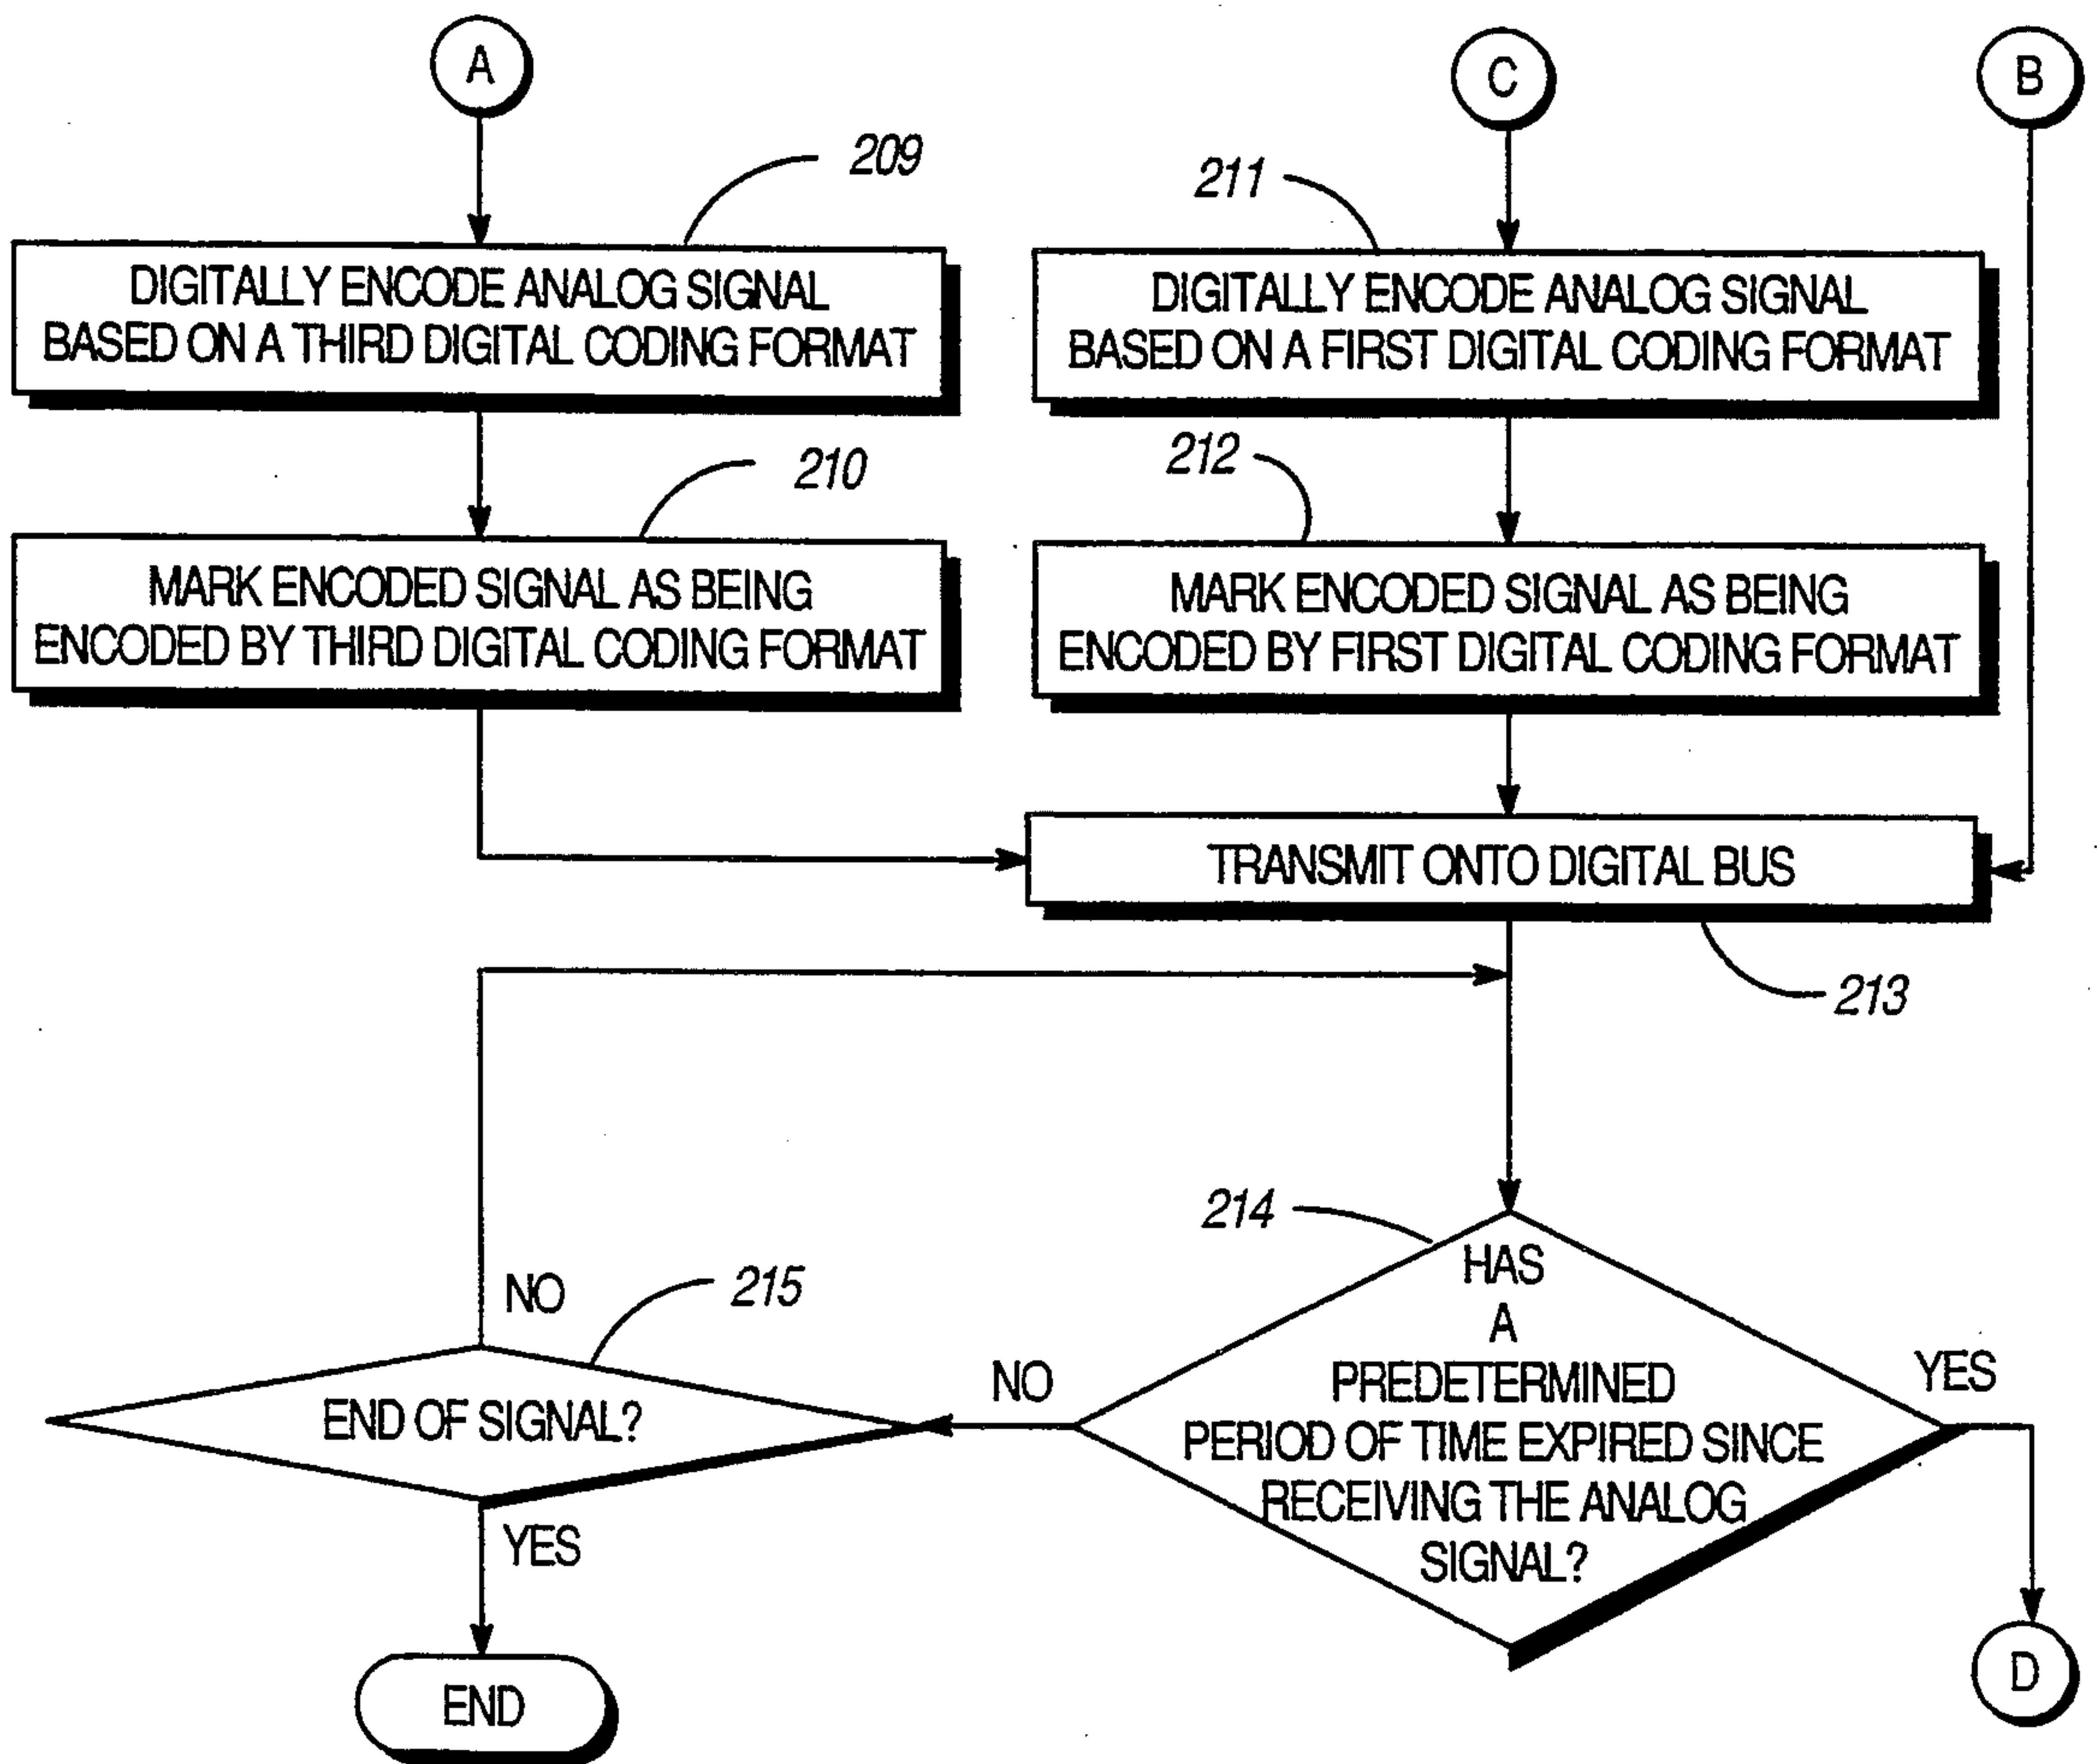 A
C
B
209
211
DIGITALLY ENCODE ANALOG SIGNAL
BASED ON A THIRD DIGITAL CODING FORMAT
DIGITALLY ENCODE ANALOG SIGNAL
BASED ON A FIRST DIGITAL CODING FORMAT
210
212
MARK ENCODED SIGNAL AS BEING
ENCODED BY THIRD DIGITAL CODING FORMAT
MARK ENCODED SIGNAL AS BEING
ENCODED BY FIRST DIGITAL CODING FORMAT
TRANSMIT ONTO DIGITAL BUS
213
214
HAS
A
PREDETERMINED
PERIOD OF TIME EXPIRED SINCE
RECEIVING THE ANALOG
SIGNAL?
NO
YES
215
NO
END OF SIGNAL?
YES
END
D